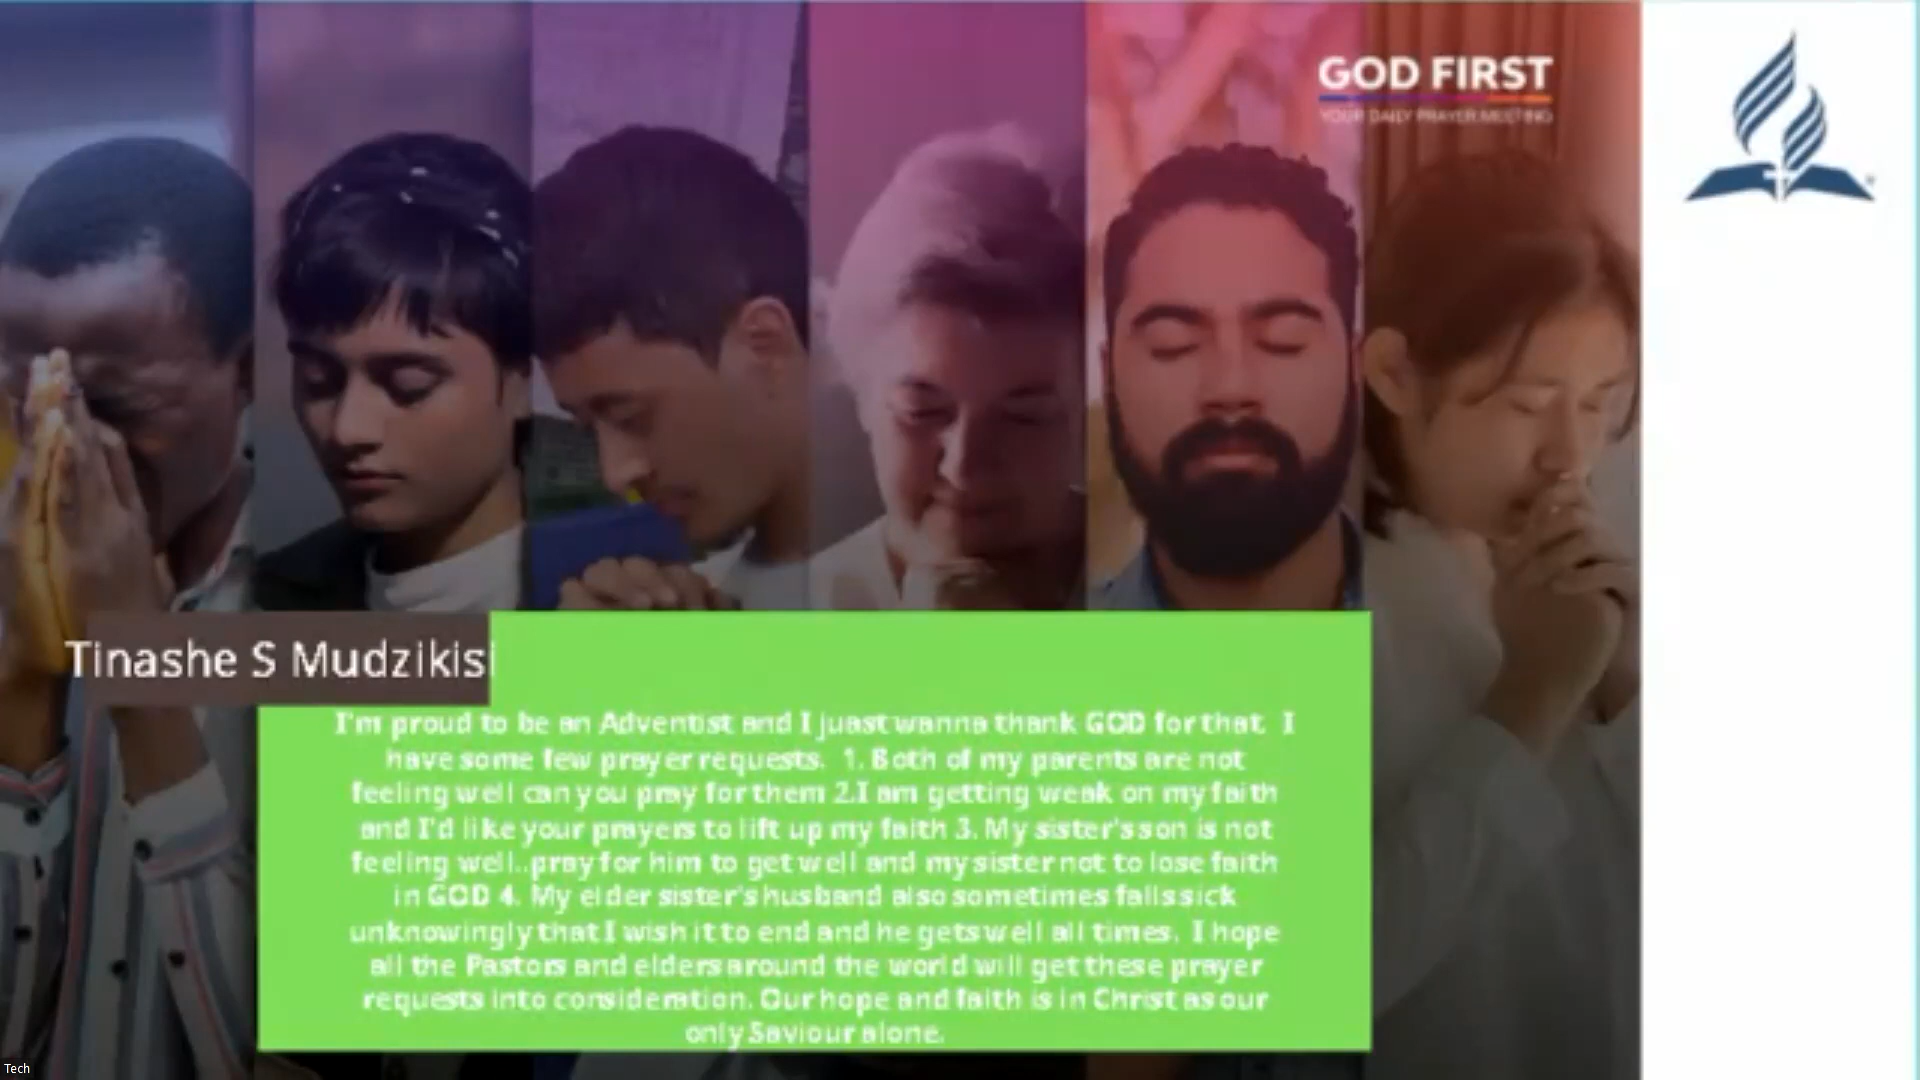 GOD FIRST
YOUR DAILY PRAYER MEETING
Tinashe S Mudzikisi
I'm proud to be an Adventist and I juast wanna thank GOD for that.  I
have some few prayer requests.  1. Both of my parents are not
feeling well can you pray for them 2.I am getting weak on my faith
and I'd like your prayers to lift up my faith 3. My sister's son is not
feeling well..pray for him to get well and my sister not to lose faith
in GOD 4. My elder sister's husband also sometimes falls sick
unknowingly that I wish it to end and he gets well all times.  I hope
all the Pastors and elders around the world will get these prayer
requests into consideration. Our hope and faith is in Christ as our
only Saviour alone.
Tech